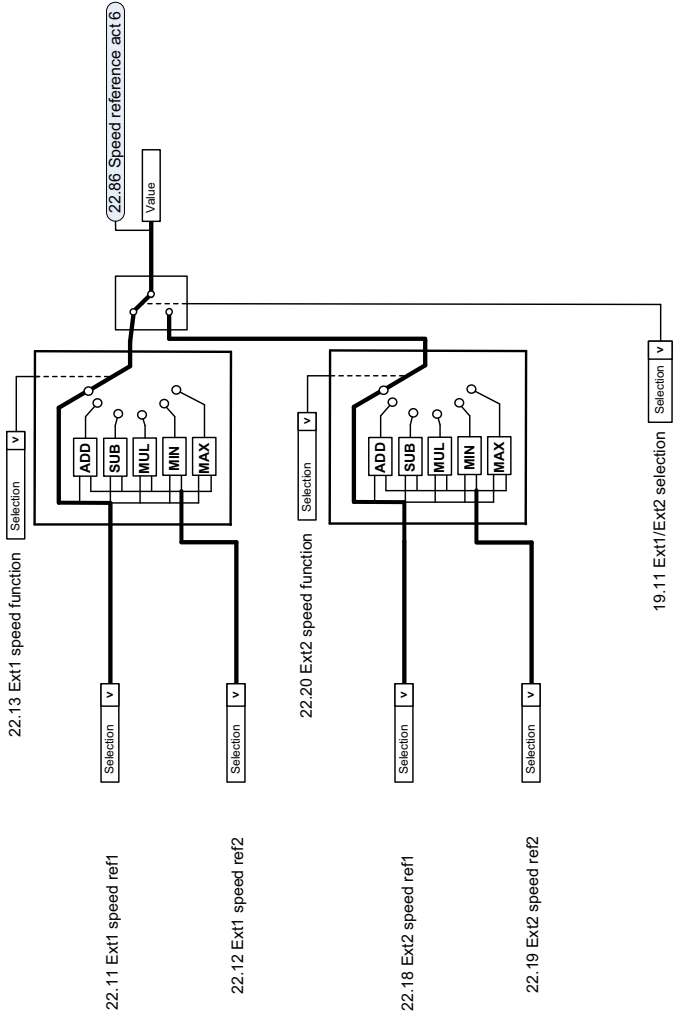 22.11 Ext1 speed ref1
Selection
v
22.12 Ext1 speed ref2
Selection
v
22.13 Ext1 speed function
Selection
v
ADD
SUB
MUL
MIN
MAX
22.86 Speed reference act 6
Value
22.18 Ext2 speed ref1
Selection
v
22.19 Ext2 speed ref2
Selection
v
22.20 Ext2 speed function
Selection
v
ADD
SUB
MUL
MIN
MAX
19.11 Ext1/Ext2 selection
Selection
v